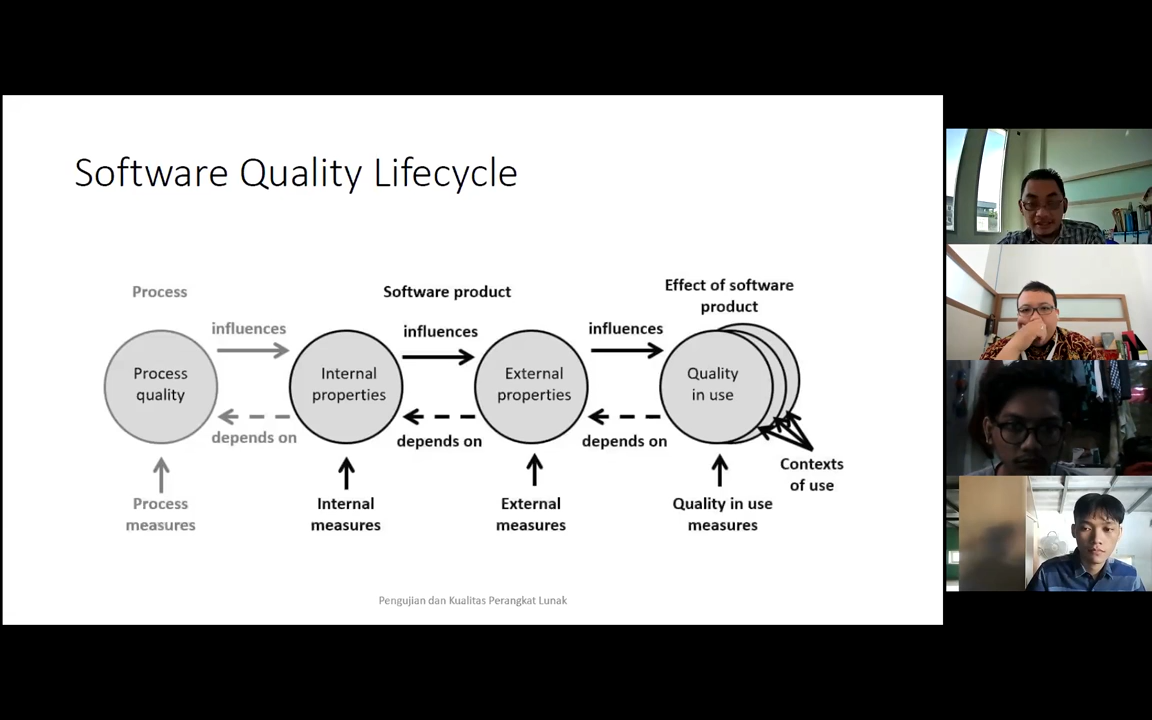 Software Quality Lifecycle
Process
Software product
Effect of software
product
influences
influences
influences
Process
quality
Internal
properties
External
properties
Quality
in use
depends on
depends on
depends on
Contexts
of use
Process
measures
Internal
measures
External
measures
Quality in use
measures
Pengujian dan Kualitas Perangkat Lunak